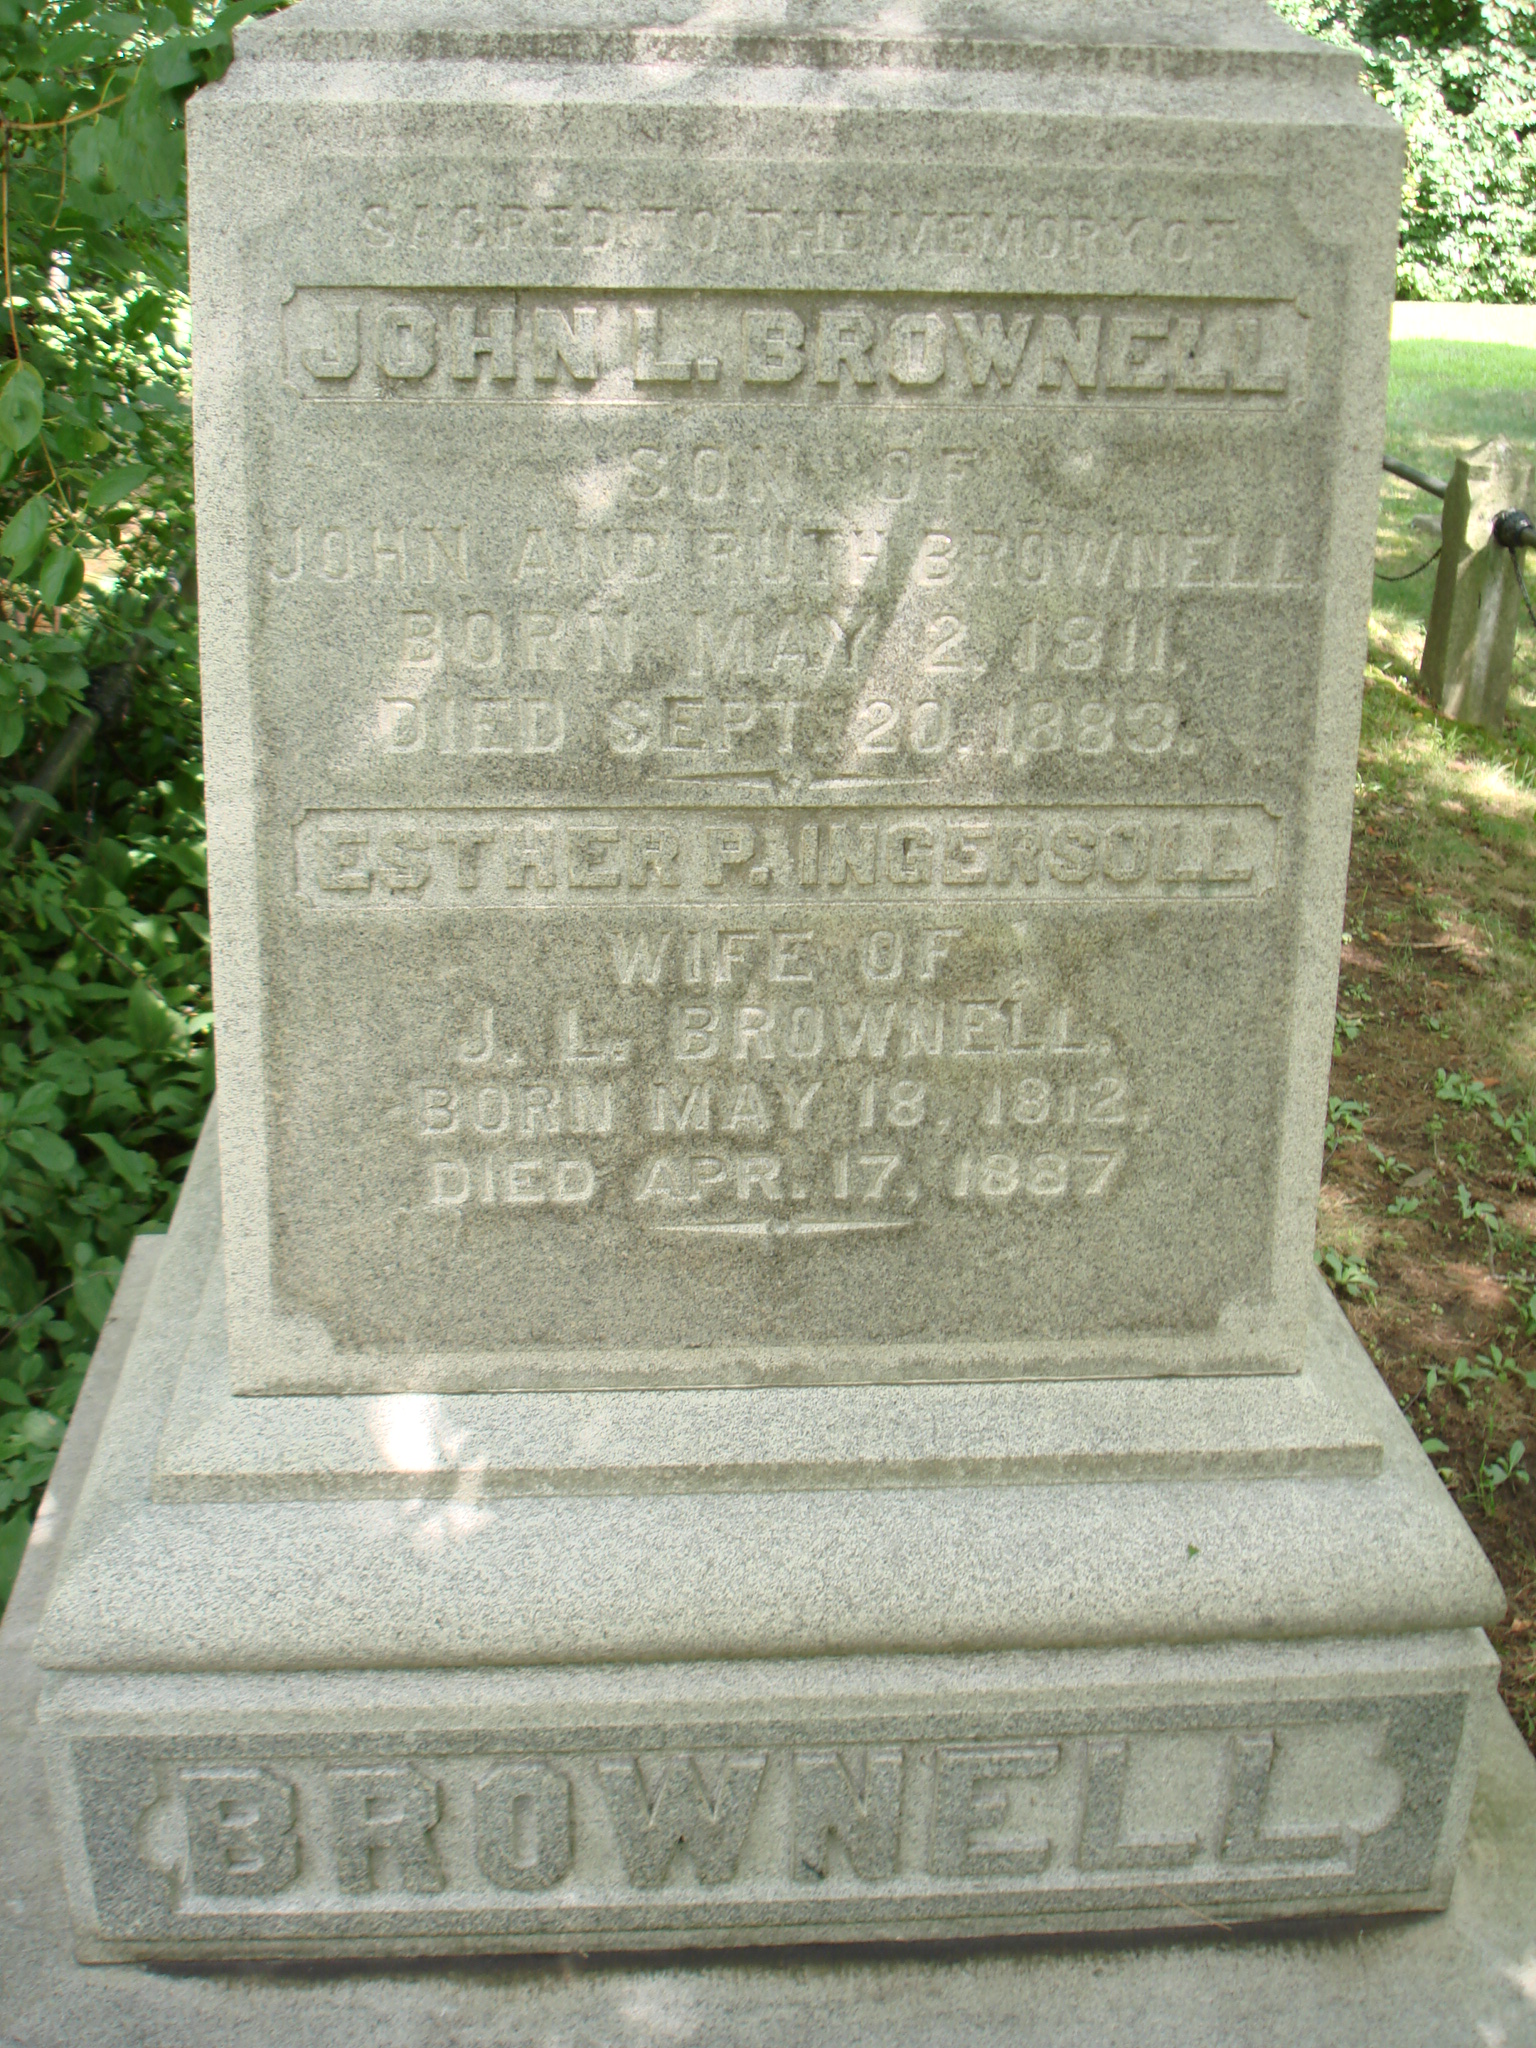 SACRED TO THE MEMORY OF
JOHN L. BROWNELL
SON OF
JOHN AND RUTH BROWNELL
BORN MAY 2, 1811,
DIED SEPT. 20, 1883.
ESTHER P. INGERSOLL
WIFE OF
J. L. BROWNELL,
BORN MAY 18, 1812,
DIED APR. 17, 1887
BROWNELL